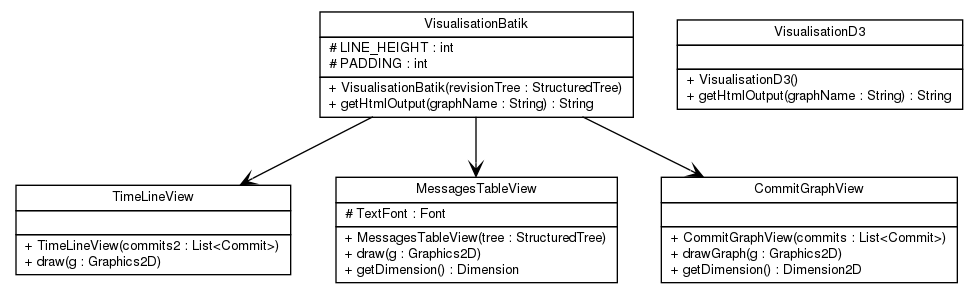 VisualisationBatik
# LINE_HEIGHT : int
# PADDING : int
+ VisualisationBatik(revisionTree : StructuredTree)
+ getHtmlOutput(graphName : String) : String
VisualisationD3
+ VisualisationD3()
+ getHtmlOutput(graphName : String) : String
TimeLineView
+ TimeLineView(commits2 : List<Commit>)
+ draw(g : Graphics2D)
MessagesTableView
# TextFont : Font
+ MessagesTableView(tree : StructuredTree)
+ draw(g : Graphics2D)
+ getDimension() : Dimension
CommitGraphView
+ CommitGraphView(commits : List<Commit>)
+ drawGraph(g : Graphics2D)
+ getDimension() : Dimension2D